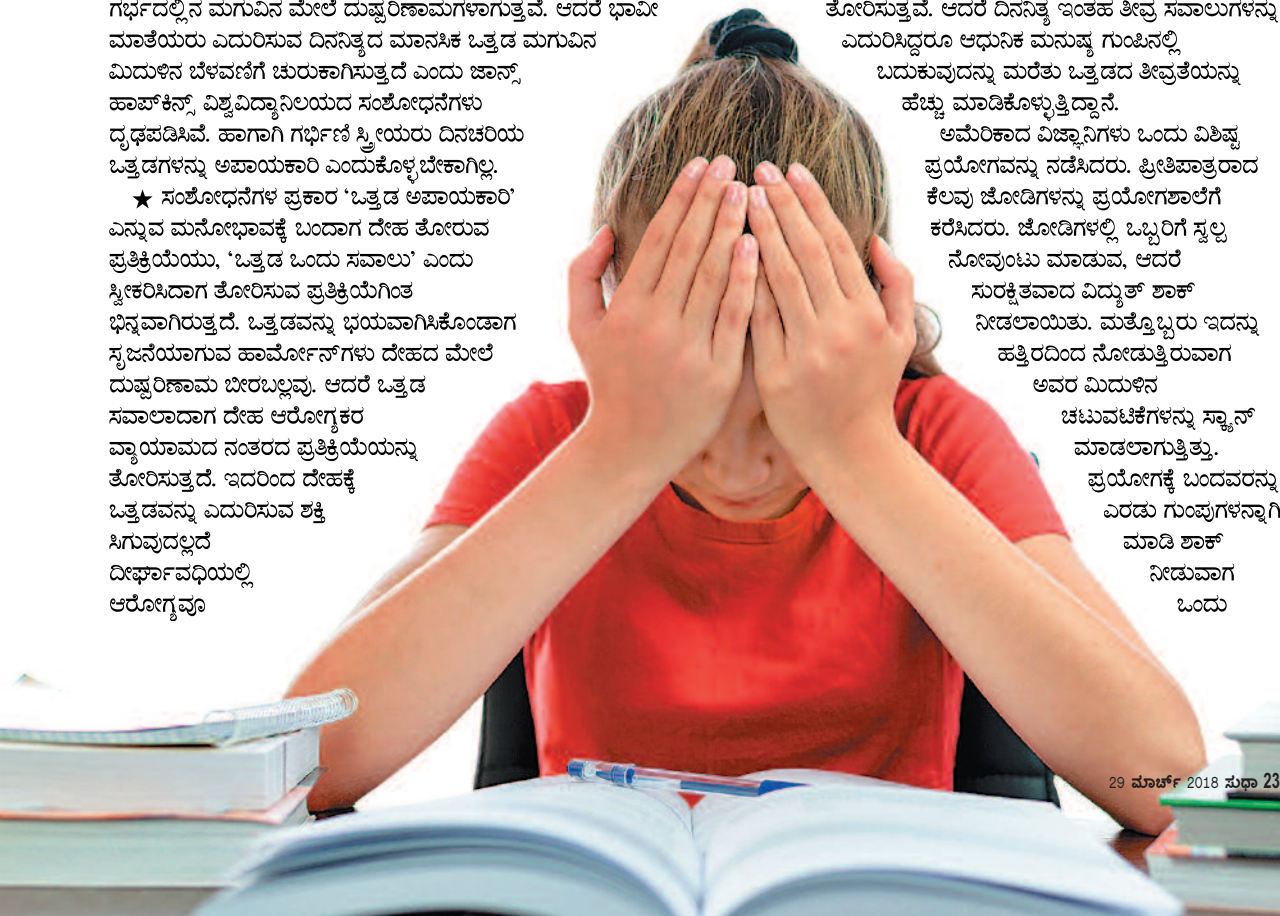 ಗರ್ಭದಲ್ಲಿನ ಮಗುವಿನ ಮೇಲೆ ದುಷ್ಪರಿಣಾಮಗಳಾಗುತ್ತವೆ. ಆದರೆ ಭಾವೀ
ಮಾತೆಯರು ಎದುರಿಸುವ ದಿನನಿತ್ಯದ ಮಾನಸಿಕ ಒತ್ತಡ ಮಗುವಿನ
ಮಿದುಳಿನ ಬೆಳವಣಿಗೆ ಚುರುಕಾಗಿಸುತ್ತದೆ ಎಂದು ಜಾನ್ಸ್
ಹಾಪ್‌ಕಿನ್ಸ್ ವಿಶ್ವವಿದ್ಯಾನಿಲಯದ ಸಂಶೋಧನೆಗಳು
ದೃಢಪಡಿಸಿವೆ. ಹಾಗಾಗಿ ಗರ್ಭಿಣಿ ಸ್ತ್ರೀಯರು ದಿನಚರಿಯ
ಒತ್ತಡಗಳನ್ನು ಅಪಾಯಕಾರಿ ಎಂದುಕೊಳ್ಳಬೇಕಾಗಿಲ್ಲ.
★ ಸಂಶೋಧನೆಗಳ ಪ್ರಕಾರ ‘ಒತ್ತಡ ಅಪಾಯಕಾರಿ’
ಎನ್ನುವ ಮನೋಭಾವಕ್ಕೆ ಬಂದಾಗ ದೇಹ ತೋರುವ
ಪ್ರತಿಕ್ರಿಯೆಯು, ‘ಒತ್ತಡ ಒಂದು ಸವಾಲು’ ಎಂದು
ಸ್ವೀಕರಿಸಿದಾಗ ತೋರಿಸುವ ಪ್ರತಿಕ್ರಿಯೆಗಿಂತ
ಭಿನ್ನವಾಗಿರುತ್ತದೆ. ಒತ್ತಡವನ್ನು ಭಯವಾಗಿಸಿಕೊಂಡಾಗ
ಸೃಜನೆಯಾಗುವ ಹಾರ್ಮೋನ್‌ಗಳು ದೇಹದ ಮೇಲೆ
ದುಷ್ಪರಿಣಾಮ ಬೀರಬಲ್ಲವು. ಆದರೆ ಒತ್ತಡ
ಸವಾಲಾದಾಗ ದೇಹ ಆರೋಗ್ಯಕರ
ವ್ಯಾಯಾಮದ ನಂತರದ ಪ್ರತಿಕ್ರಿಯೆಯನ್ನು
ತೋರಿಸುತ್ತದೆ. ಇದರಿಂದ ದೇಹಕ್ಕೆ
ಒತ್ತಡವನ್ನು ಎದುರಿಸುವ ಶಕ್ತಿ
ಸಿಗುವುದಲ್ಲದೆ
ದೀರ್ಘಾವಧಿಯಲ್ಲಿ
ಆರೋಗ್ಯವೂ
ತೋರಿಸುತ್ತವೆ. ಆದರೆ ದಿನನಿತ್ಯ ಇಂತಹ ತೀವ್ರ ಸವಾಲುಗಳನ್ನು
ಎದುರಿಸಿದ್ದರೂ ಆಧುನಿಕ ಮನುಷ್ಯ ಗುಂಪಿನಲ್ಲಿ
ಬದುಕುವುದನ್ನು ಮರೆತು ಒತ್ತಡದ ತೀವ್ರತೆಯನ್ನು
ಹೆಚ್ಚು ಮಾಡಿಕೊಳ್ಳುತ್ತಿದ್ದಾನೆ.
ಅಮೆರಿಕಾದ ವಿಜ್ಞಾನಿಗಳು ಒಂದು ವಿಶಿಷ್ಟ
ಪ್ರಯೋಗವನ್ನು ನಡೆಸಿದರು. ಪ್ರೀತಿಪಾತ್ರರಾದ
ಕೆಲವು ಜೋಡಿಗಳನ್ನು ಪ್ರಯೋಗಶಾಲೆಗೆ
ಕರೆಸಿದರು. ಜೋಡಿಗಳಲ್ಲಿ ಒಬ್ಬರಿಗೆ ಸ್ವಲ್ಪ
ನೋವುಂಟು ಮಾಡುವ, ಆದರೆ
ಸುರಕ್ಷಿತವಾದ ವಿದ್ಯುತ್ ಶಾಕ್
ನೀಡಲಾಯಿತು. ಮತ್ತೊಬ್ಬರು ಇದನ್ನು
ಹತ್ತಿರದಿಂದ ನೋಡುತ್ತಿರುವಾಗ
ಅವರ ಮಿದುಳಿನ
ಚಟುವಟಿಕೆಗಳನ್ನು ಸ್ಕ್ಯಾನ್
ಮಾಡಲಾಗುತ್ತಿತ್ತು.
ಪ್ರಯೋಗಕ್ಕೆ ಬಂದವರನ್ನು
ಎರಡು ಗುಂಪುಗಳನ್ನಾಗಿ
ಮಾಡಿ ಶಾಕ್
ನೀಡುವಾಗ
ಒಂದು
29 ಮಾರ್ಚ್ 2018 ಸುಧಾ 23